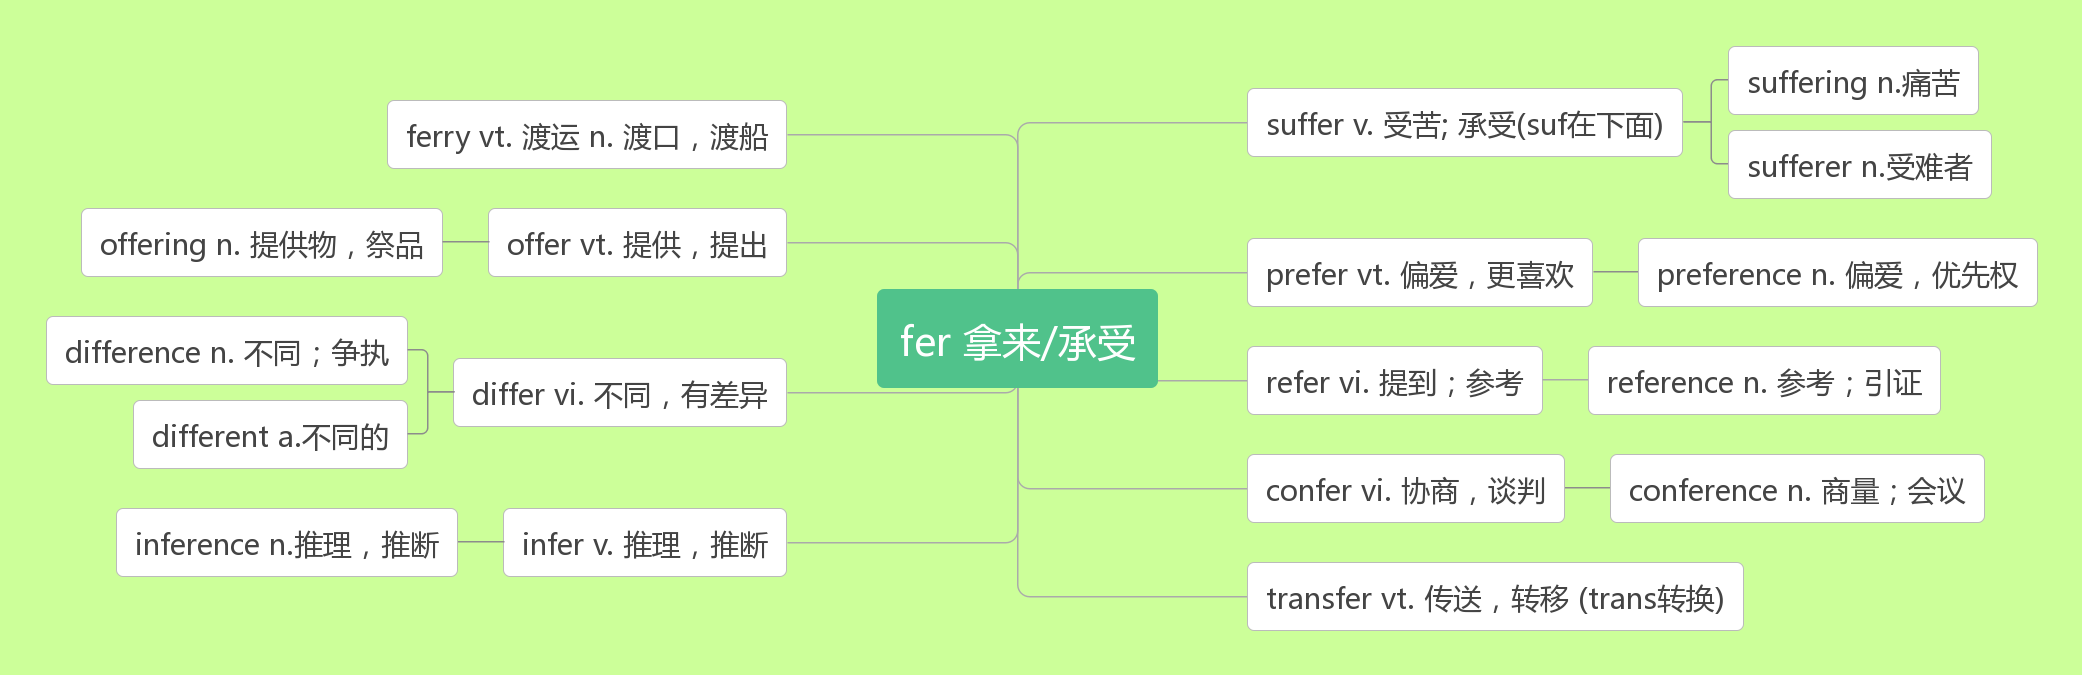 fer 拿来/承受
suffer v. 受苦; 承受(suf在下面)
suffering n.痛苦
sufferer n.受难者
prefer vt. 偏爱，更喜欢
preference n. 偏爱，优先权
refer vi. 提到；参考
reference n. 参考；引证
confer vi. 协商，谈判
conference n. 商量；会议
transfer vt. 传送，转移 (trans转换)
ferry vt. 渡运 n. 渡口，渡船
offer vt. 提供，提出
offering n. 提供物，祭品
differ vi. 不同，有差异
difference n. 不同；争执
different a.不同的
infer v. 推理，推断
inference n.推理，推断